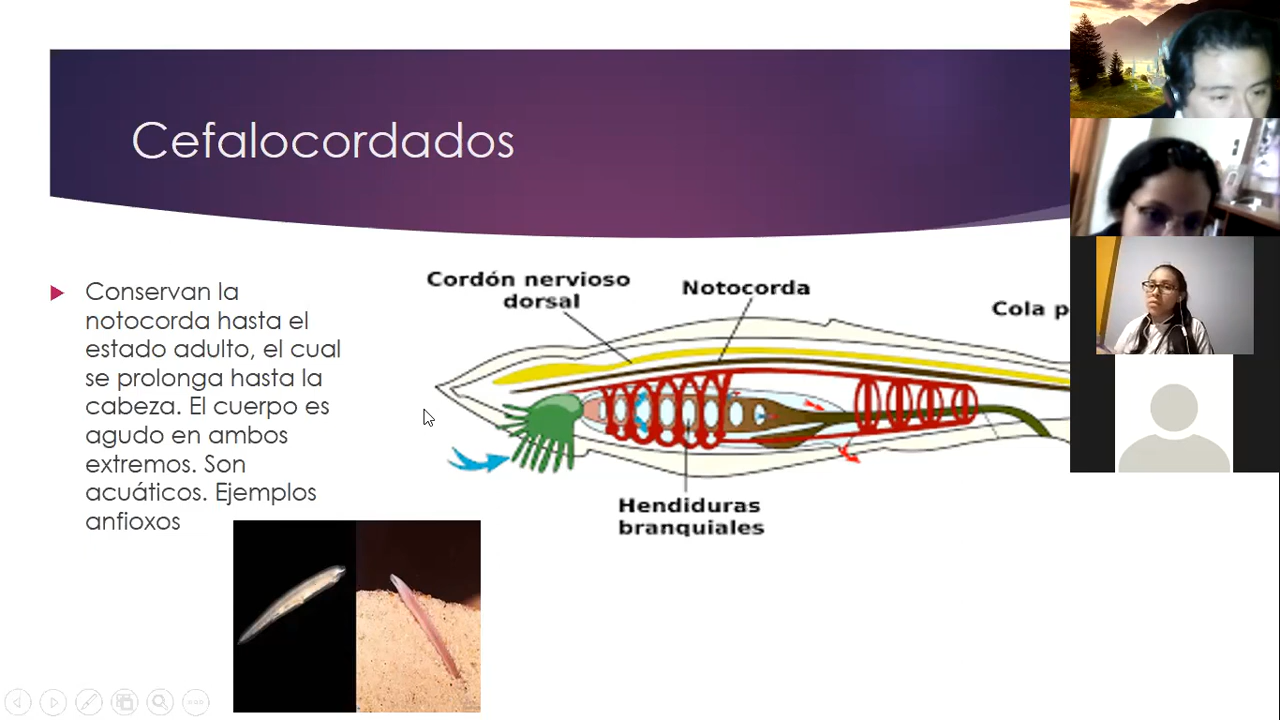 Cefalocordados
Conservan la
notocorda hasta el
estado adulto, el cual
se prolonga hasta la
cabeza. El cuerpo es
agudo en ambos
extremos. Son
acuáticos. Ejemplos
anfioxos
Cordón nervioso
dorsal
Notocorda
Cola p
Hendiduras
branquiales